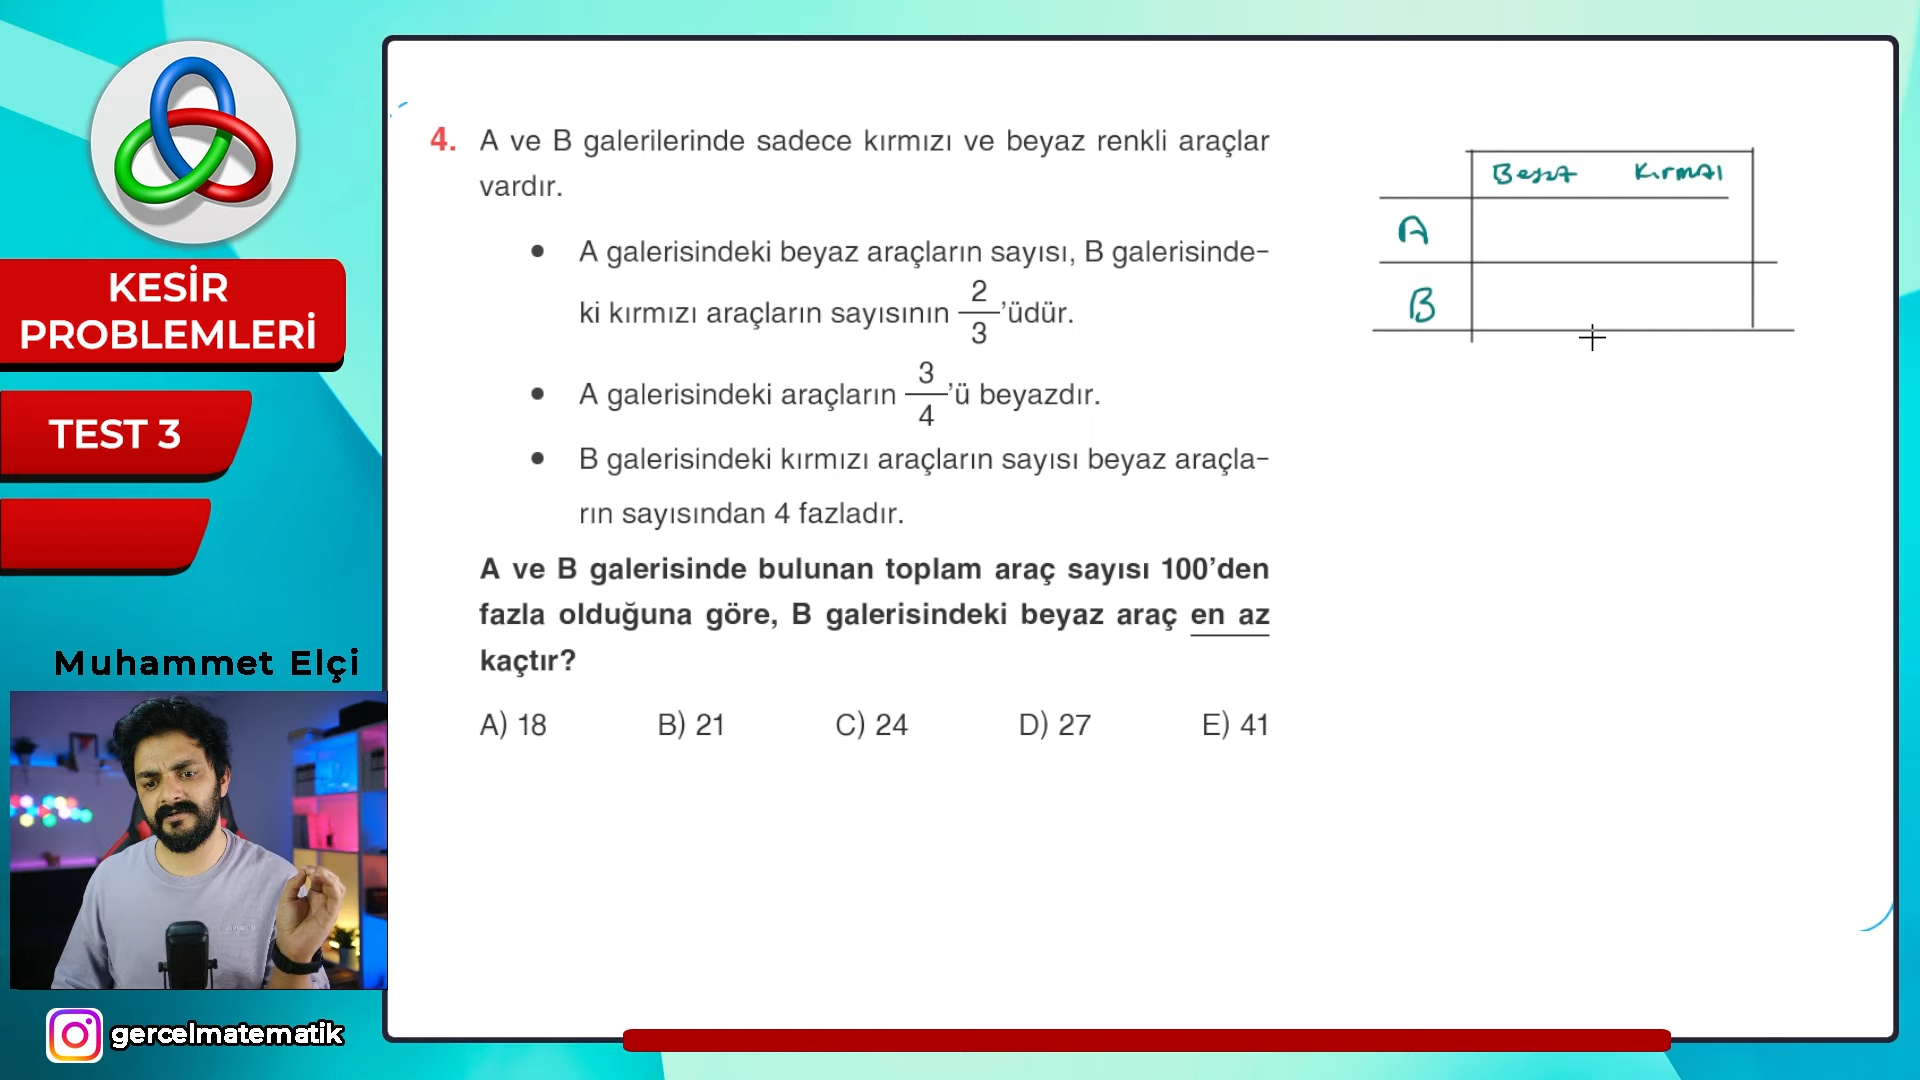 KESİR
PROBLEMLERİ
TEST 3
Muhammet Elçi
gercelmatematik
4. A ve B galerilerinde sadece kırmızı ve beyaz renkli araçlar
vardır.
• A galerisindeki beyaz araçların sayısı, B galerisinde-
ki kırmızı araçların sayısının 2/3 'üdür.
• A galerisindeki araçların 3/4 'ü beyazdır.
• B galerisindeki kırmızı araçların sayısı beyaz araçla-
rın sayısından 4 fazladır.
A ve B galerisinde bulunan toplam araç sayısı 100'den
fazla olduğuna göre, B galerisindeki beyaz araç en az
kaçtır?
A) 18 B) 21 C) 24 D) 27 E) 41
Beyaz Kırmızı
A
B